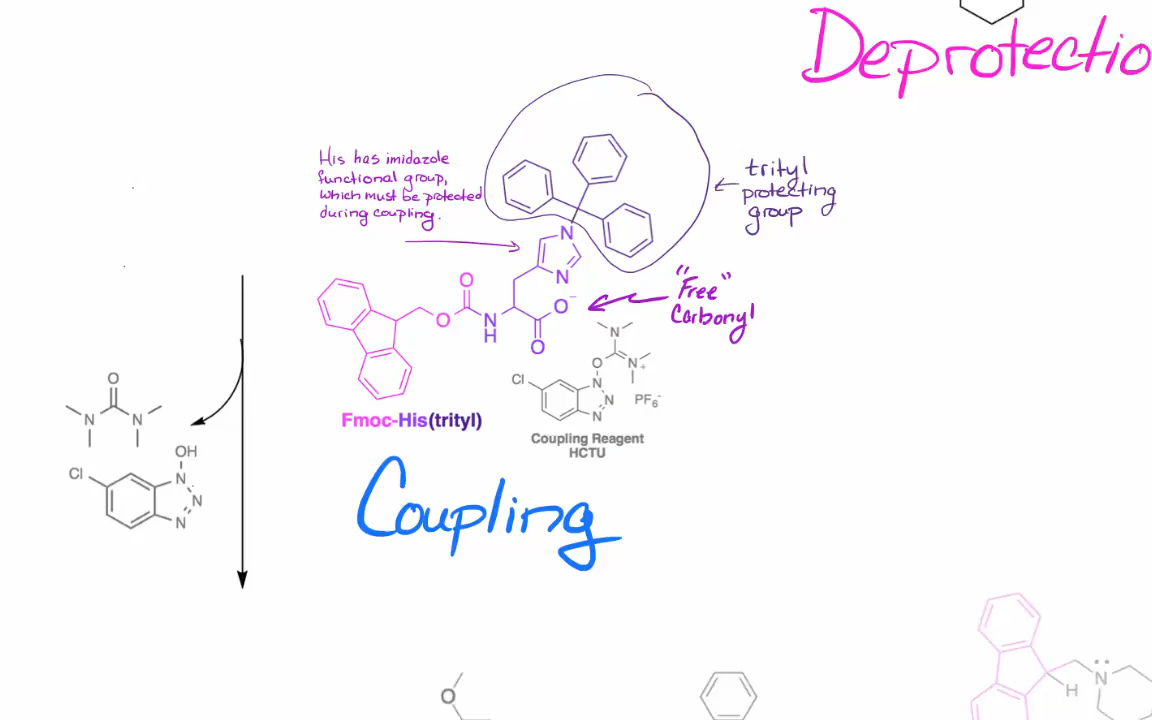 Deprotectio
His has imidazole
functional group,
which must be protected
during coupling.
trityl
protecting
group
N
N
"Free"
Carbonyl
O
O
N
H
O⁻
O
N
O
N+
Cl
N
N
N
PF6⁻
Fmoc-His(trityl)
Coupling Reagent
HCTU
O
N
N
OH
Cl
N
N
N
Coupling
O
N
H